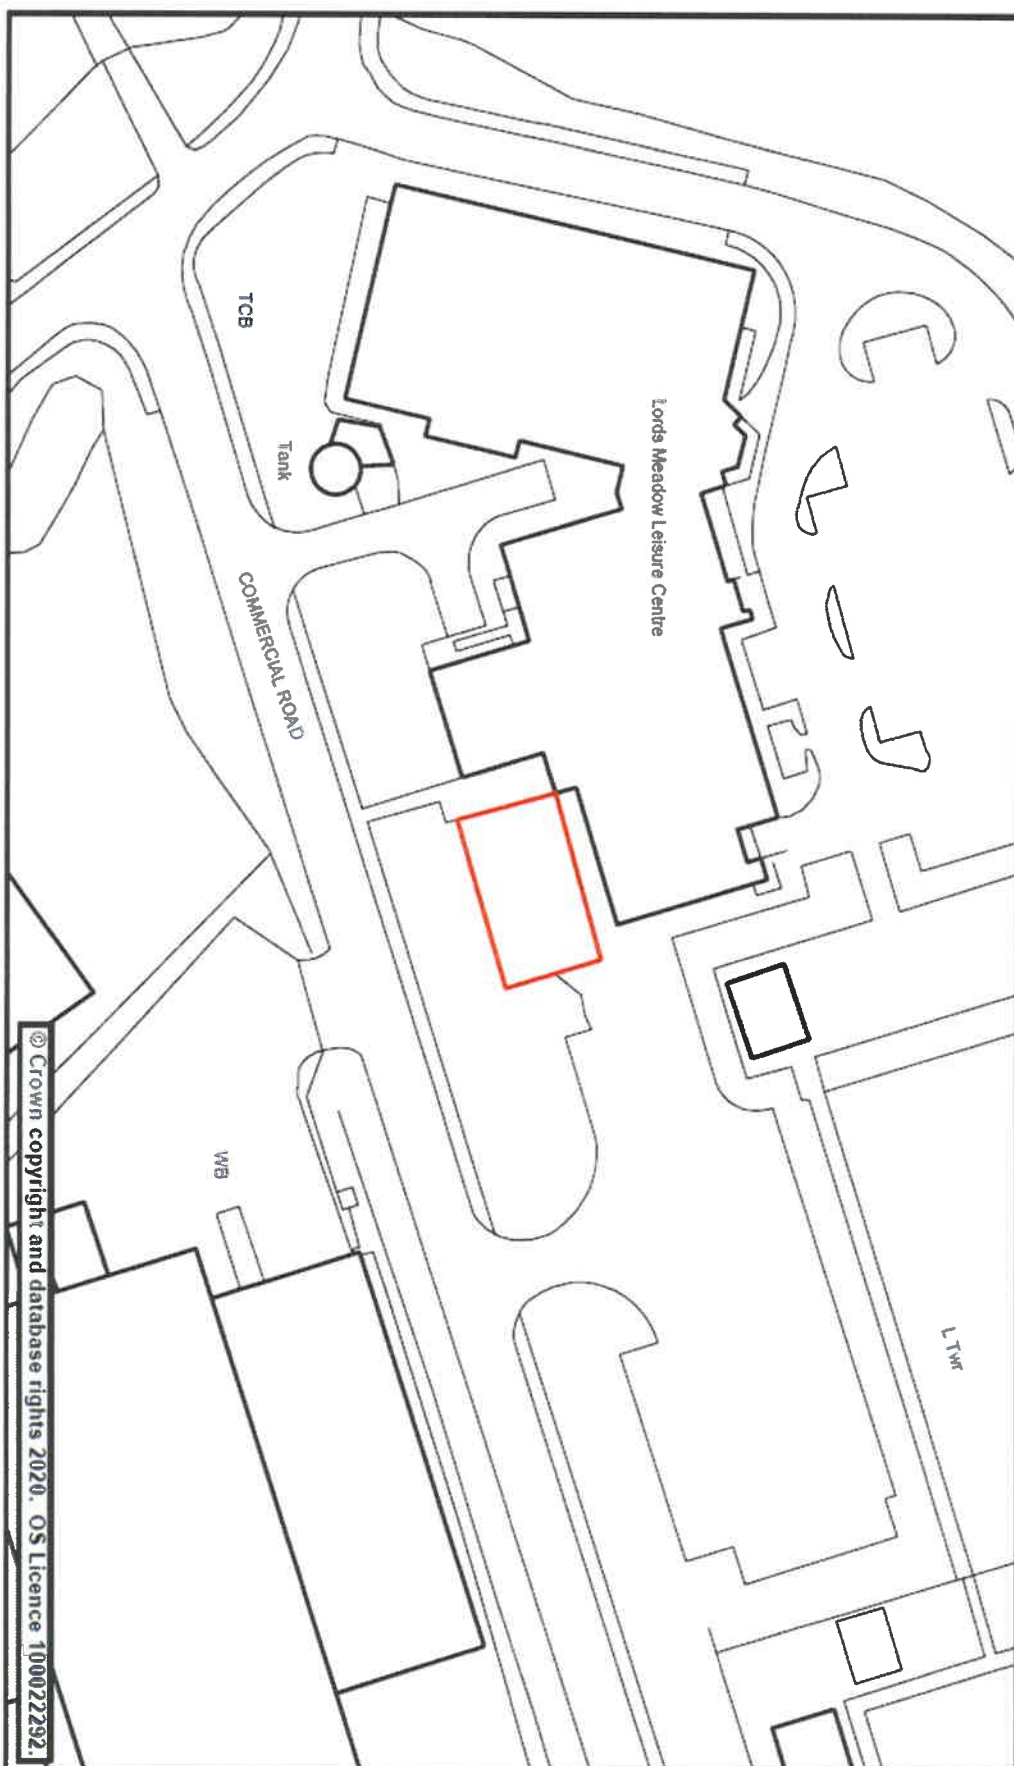 Lords Meadow Leisure Centre
TCB
Tank
COMMERCIAL ROAD
L Twr
WB
© Crown copyright and database rights 2020. OS Licence 100022292.